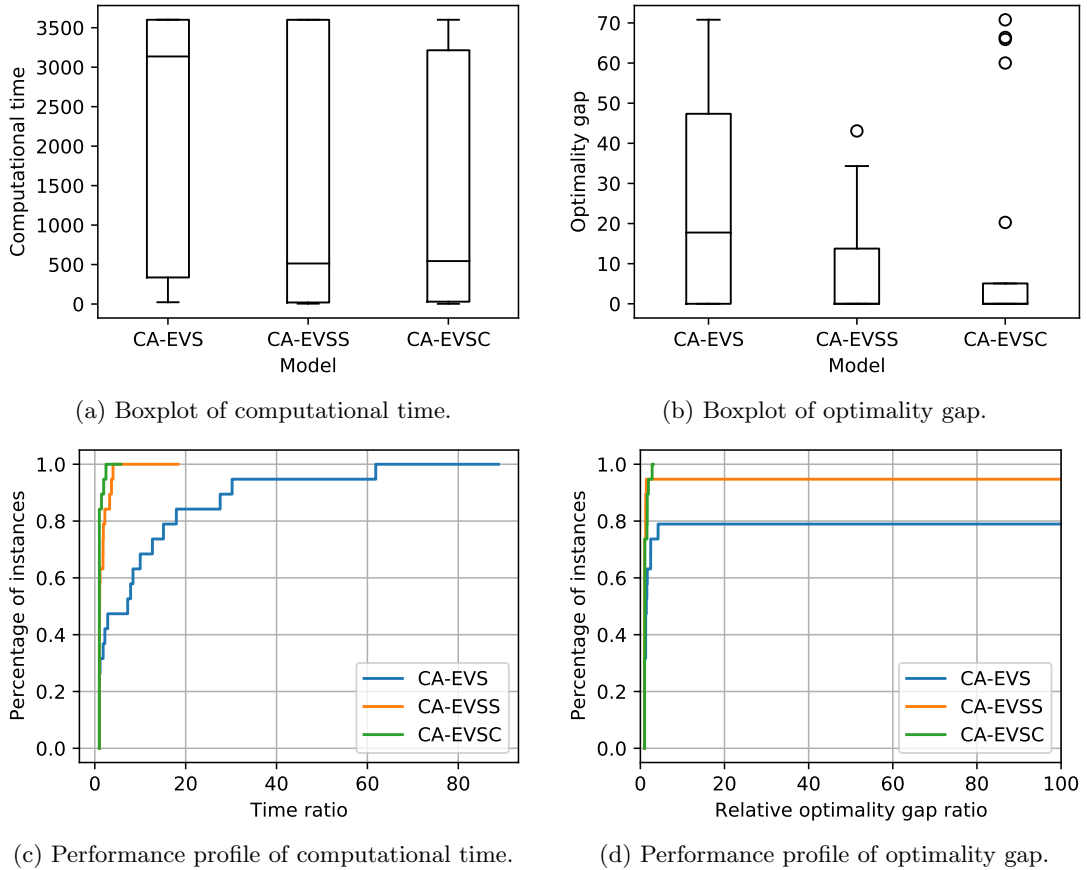 3500
3000
2500
2000
1500
1000
500
0
Computational time
CA-EVS CA-EVSS CA-EVSC
Model
(a) Boxplot of computational time.
70
60
50
40
30
20
10
0
Optimality gap
CA-EVS CA-EVSS CA-EVSC
Model
(b) Boxplot of optimality gap.
1.0
0.8
0.6
0.4
0.2
0.0
Percentage of instances
CA-EVS
CA-EVSS
CA-EVSC
0 20 40 60 80
Time ratio
(c) Performance profile of computational time.
1.0
0.8
0.6
0.4
0.2
0.0
Percentage of instances
CA-EVS
CA-EVSS
CA-EVSC
0 20 40 60 80 100
Relative optimality gap ratio
(d) Performance profile of optimality gap.